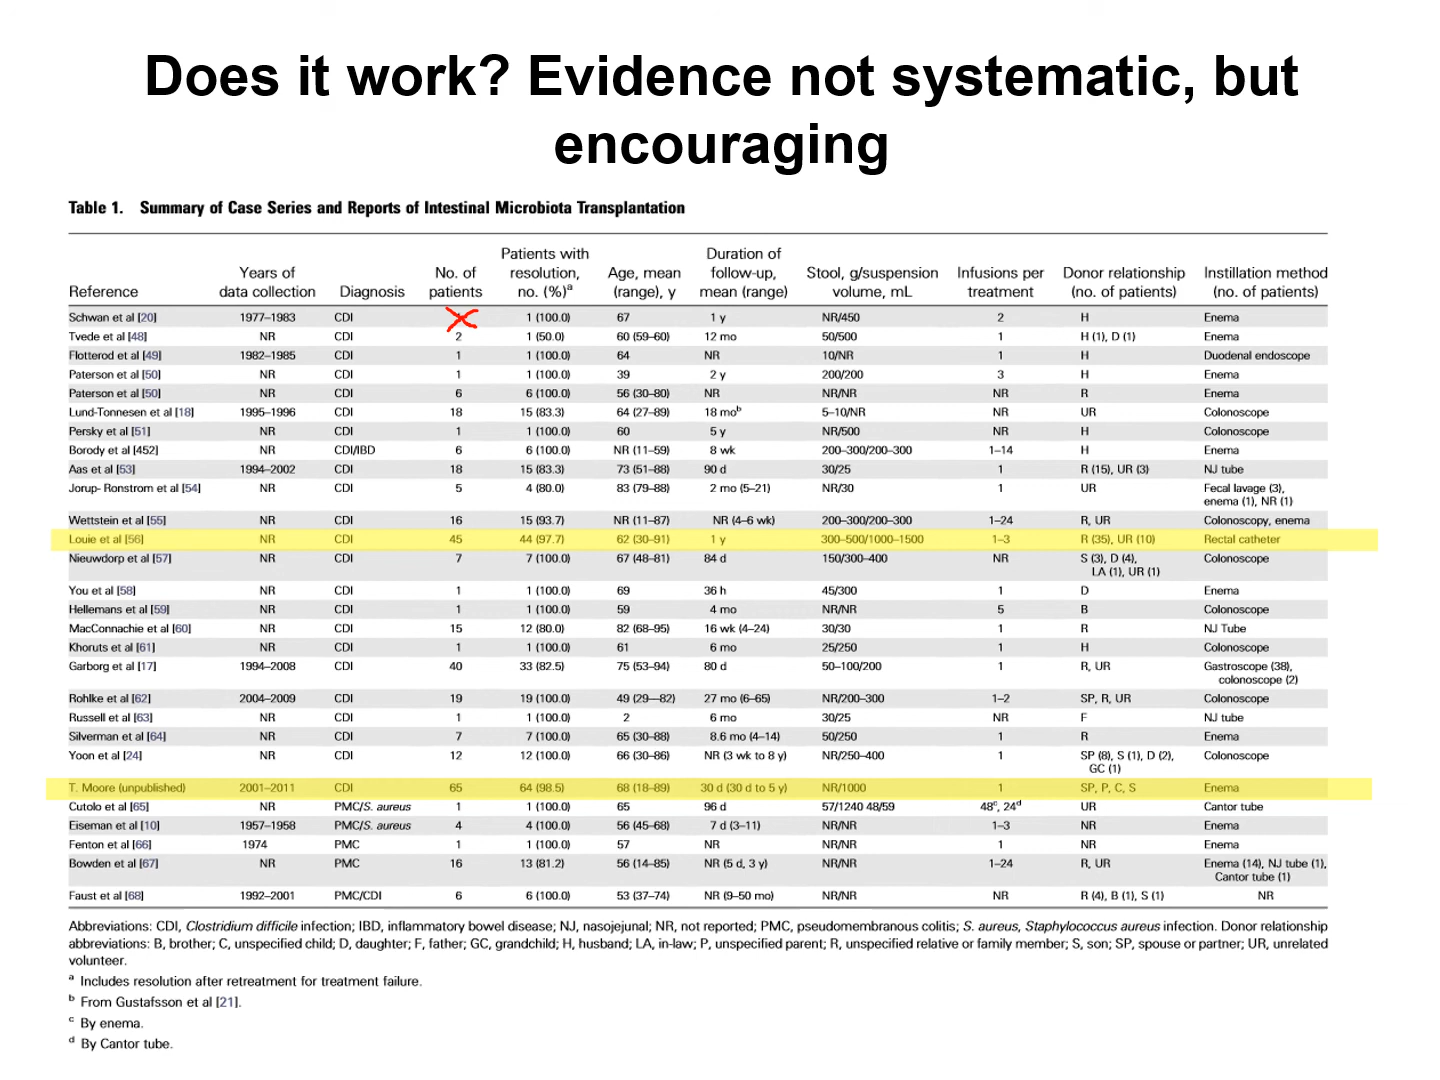 Does it work? Evidence not systematic, but
encouraging
Table 1. Summary of Case Series and Reports of Intestinal Microbiota Transplantation
Reference Years of data collection Diagnosis No. of patients Patients with resolution, no. (%)a Age, mean (range), y Duration of follow-up, mean (range) Stool, g/suspension volume, mL Infusions per treatment Donor relationship (no. of patients) Instillation method (no. of patients)
Schwan et al [20] 1977–1983 CDI 1 (100.0) 67 1 y NR/450 2 H Enema
Tvede et al [48] NR CDI 2 1 (50.0) 60 (59–60) 12 mo 50/500 1 H (1), D (1) Enema
Flotterod et al [49] 1982–1985 CDI 1 1 (100.0) 64 NR 10/NR 1 H Duodenal endoscope
Paterson et al [50] NR CDI 1 1 (100.0) 39 2 y 200/200 3 H Enema
Paterson et al [50] NR CDI 6 6 (100.0) 56 (30–80) NR NR/NR NR R Enema
Lund-Tonnesen et al [18] 1995–1996 CDI 18 15 (83.3) 64 (27–89) 18 mob 5–10/NR NR UR Colonoscope
Persky et al [51] NR CDI 1 1 (100.0) 60 5 y NR/500 NR H Colonoscope
Borody et al [452] NR CDI/IBD 6 6 (100.0) NR (11–59) 8 wk 200–300/200–300 1–14 H Enema
Aas et al [53] 1994–2002 CDI 18 15 (83.3) 73 (51–88) 90 d 30/25 1 R (15), UR (3) NJ tube
Jorup- Ronstrom et al [54] NR CDI 5 4 (80.0) 83 (79–88) 2 mo (5–21) NR/30 1 UR Fecal lavage (3),
enema (1), NR (1)
Wettstein et al [55] NR CDI 16 15 (93.7) NR (11–87) NR (4–6 wk) 200–300/200–300 1–24 R, UR Colonoscopy, enema
Louie et al [56] NR CDI 45 44 (97.7) 62 (30–91) 1 y 300–500/1000–1500 1–3 R (35), UR (10) Rectal catheter
Nieuwdorp et al [57] NR CDI 7 7 (100.0) 67 (48–81) 84 d 150/300–400 NR S (3), D (4), Colonoscope
LA (1), UR (1)
You et al [58] NR CDI 1 1 (100.0) 69 36 h 45/300 1 D Enema
Hellemans et al [59] NR CDI 1 1 (100.0) 59 4 mo NR/NR 5 B Colonoscope
MacConnachie et al [60] NR CDI 15 12 (80.0) 82 (68–95) 16 wk (4–24) 30/30 1 R NJ Tube
Khoruts et al [61] NR CDI 1 1 (100.0) 61 6 mo 25/250 1 H Colonoscope
Garborg et al [17] 1994–2008 CDI 40 33 (82.5) 75 (53–94) 80 d 50–100/200 1 R, UR Gastroscope (38),
colonoscope (2)
Rohlke et al [62] 2004–2009 CDI 19 19 (100.0) 49 (29–-82) 27 mo (6–65) NR/200–300 1–2 SP, R, UR Colonoscope
Russell et al [63] NR CDI 1 1 (100.0) 2 6 mo 30/25 NR F NJ tube
Silverman et al [64] NR CDI 7 7 (100.0) 65 (30–88) 8.6 mo (4–14) 50/250 1 R Enema
Yoon et al [24] NR CDI 12 12 (100.0) 66 (30–86) NR (3 wk to 8 y) NR/250–400 1 SP (8), S (1), D (2), Colonoscope
GC (1)
T. Moore (unpublished) 2001–2011 CDI 65 64 (98.5) 68 (18–89) 30 d (30 d to 5 y) NR/1000 1 SP, P, C, S Enema
Cutolo et al [65] NR PMC/S. aureus 1 1 (100.0) 65 96 d 57/1240 48/59 48c, 24d UR Cantor tube
Eiseman et al [10] 1957–1958 PMC/S. aureus 4 4 (100.0) 56 (45–68) 7 d (3–11) NR/NR 1–3 NR Enema
Fenton et al [66] 1974 PMC 1 1 (100.0) 57 NR NR/NR 1 NR Enema
Bowden et al [67] NR PMC 16 13 (81.2) 56 (14–85) NR (5 d, 3 y) NR/NR 1–24 R, UR Enema (14), NJ tube (1),
Cantor tube (1)
Faust et al [68] 1992–2001 PMC/CDI 6 6 (100.0) 53 (37–74) NR (9–50 mo) NR/NR NR R (4), B (1), S (1) NR
Abbreviations: CDI, Clostridium difficile infection; IBD, inflammatory bowel disease; NJ, nasojejunal; NR, not reported; PMC, pseudomembranous colitis; S. aureus, Staphylococcus aureus infection. Donor relationship
abbreviations: B, brother; C, unspecified child; D, daughter; F, father; GC, grandchild; H, husband; LA, in-law; P, unspecified parent; R, unspecified relative or family member; S, son; SP, spouse or partner; UR, unrelated
volunteer.
a Includes resolution after retreatment for treatment failure.
b From Gustafsson et al [21].
c By enema.
d By Cantor tube.